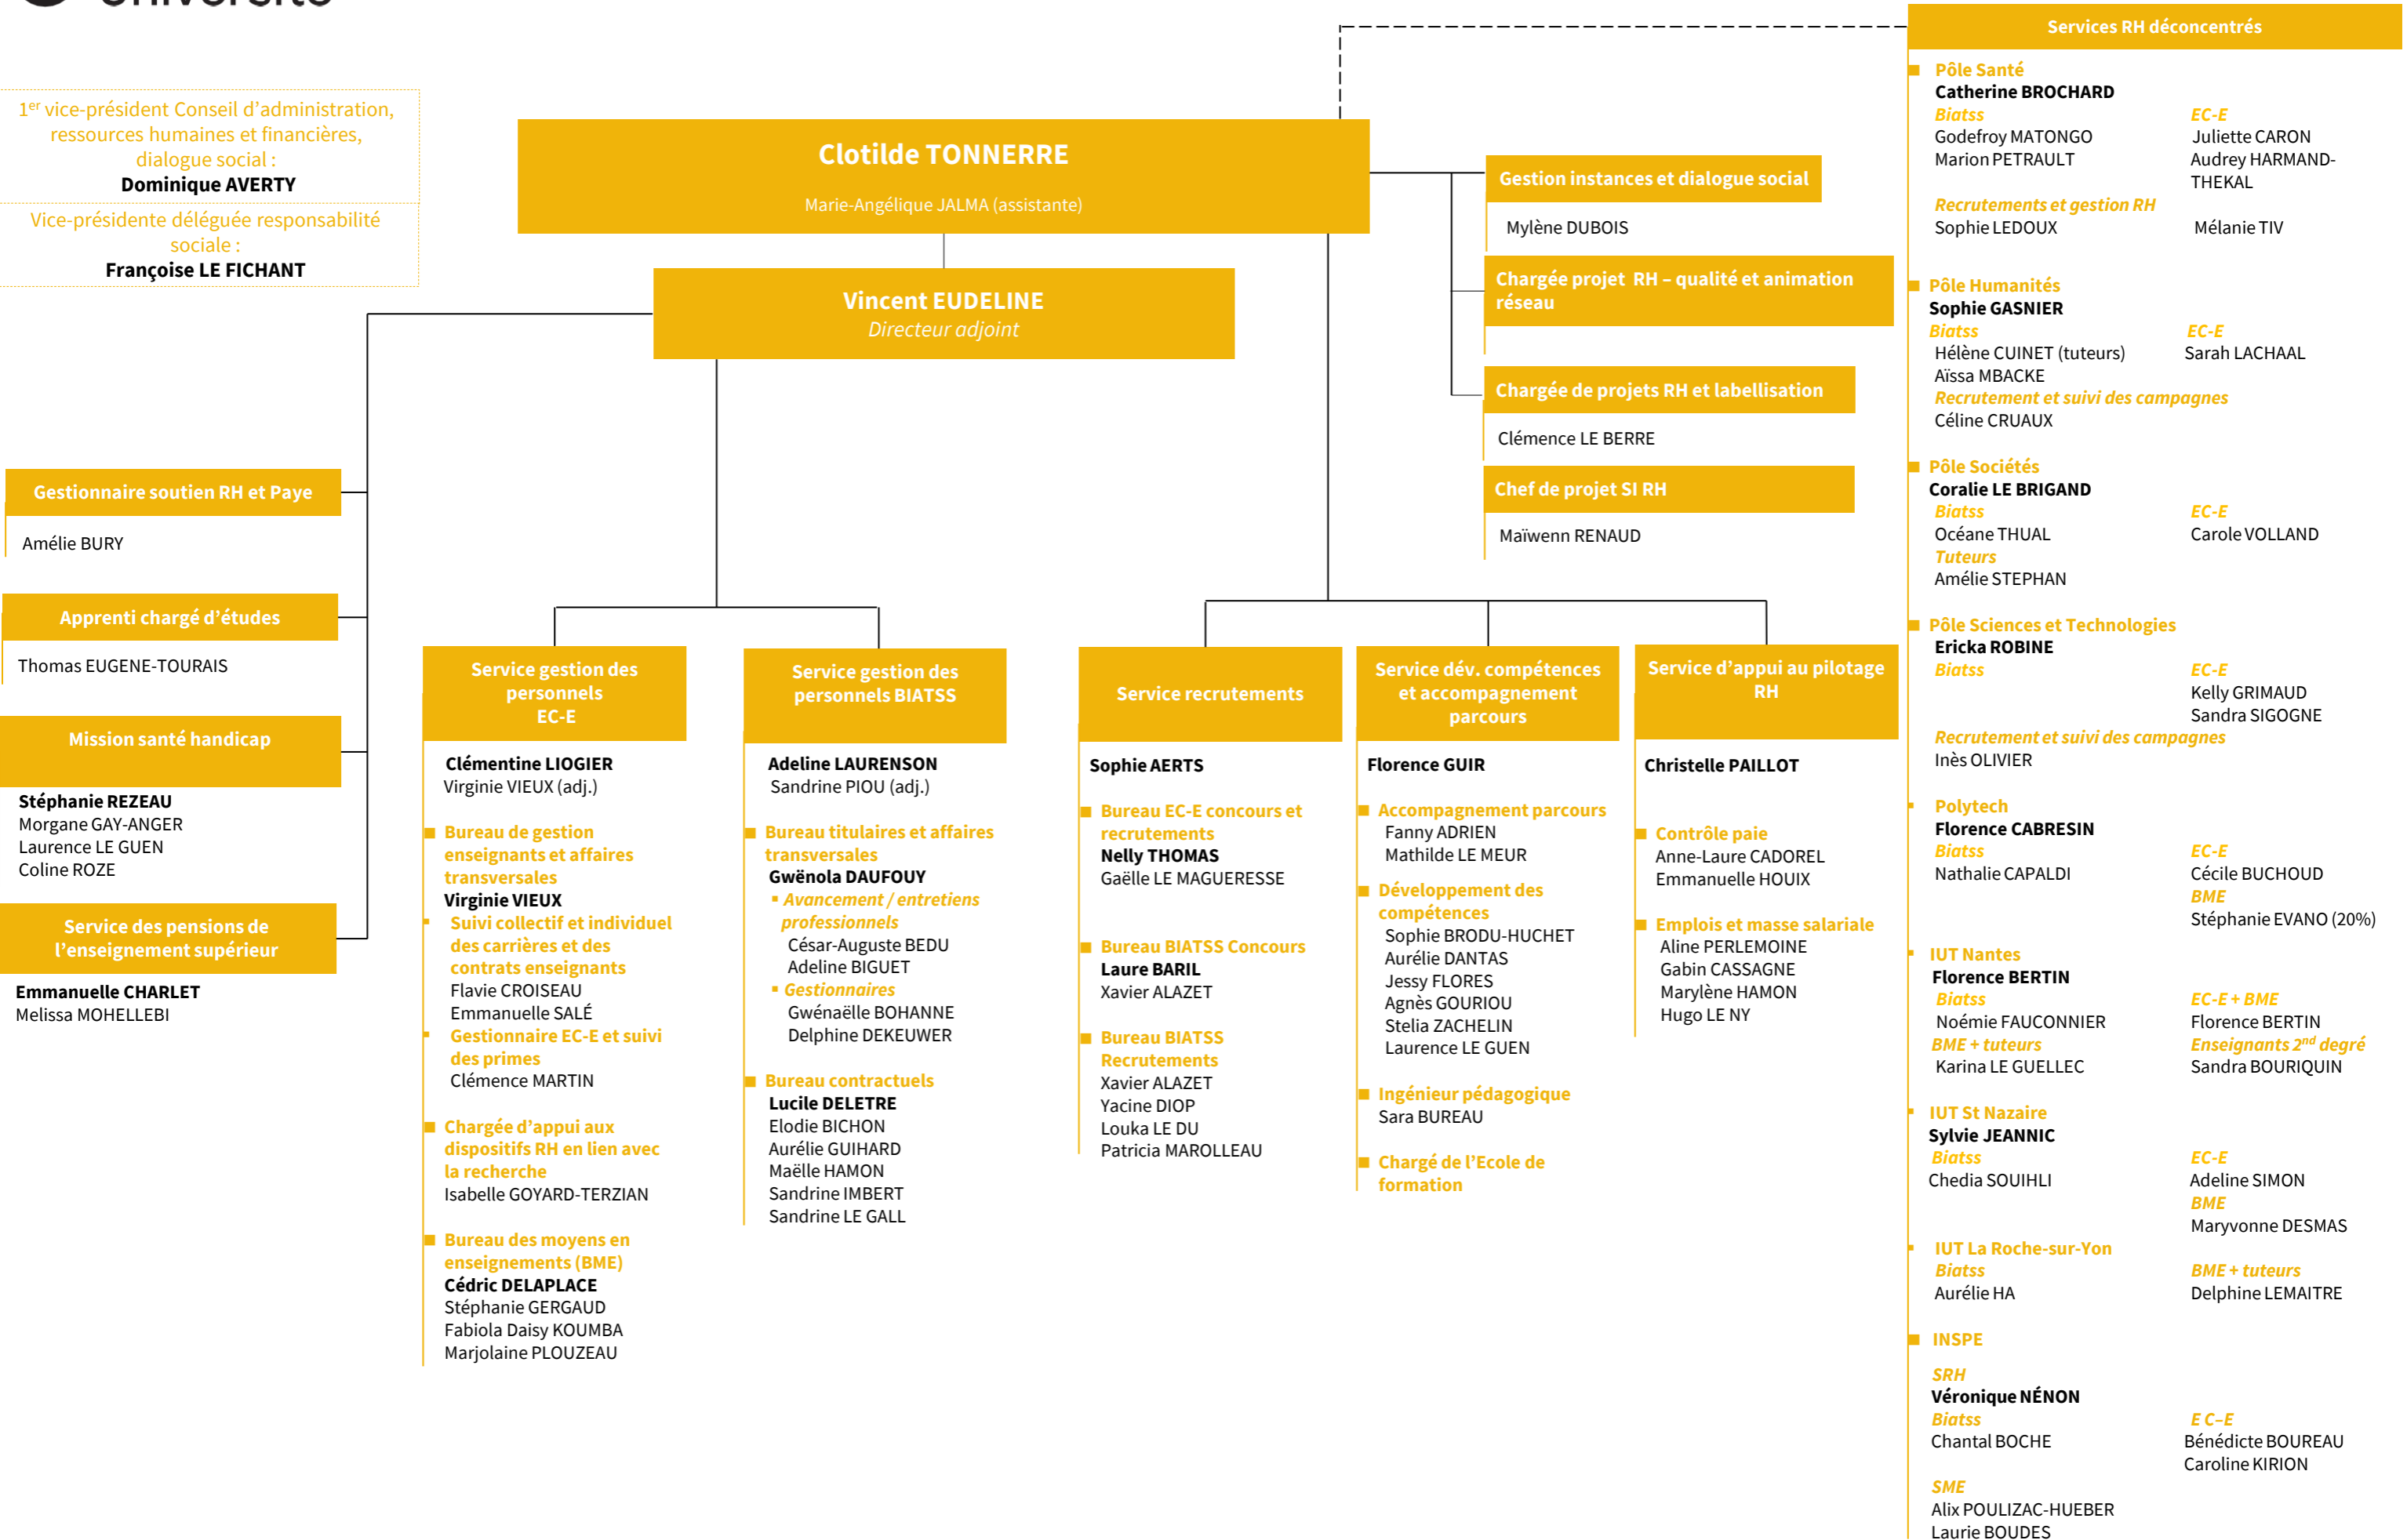 Université
1er vice-président Conseil d’administration,
ressources humaines et financières,
dialogue social :
Dominique AVERTY
Vice-présidente déléguée responsabilité
sociale :
Françoise LE FICHANT
Clotilde TONNERRE
Marie-Angélique JALMA (assistante)
Vincent EUDELINE
Directeur adjoint
Gestion instances et dialogue social
Mylène DUBOIS
Chargée projet RH – qualité et animation
réseau
Chargée de projets RH et labellisation
Clémence LE BERRE
Chef de projet SI RH
Maïwenn RENAUD
Gestionnaire soutien RH et Paye
Amélie BURY
Apprenti chargé d’études
Thomas EUGENE-TOURAIS
Mission santé handicap
Stéphanie REZEAU
Morgane GAY-ANGER
Laurence LE GUEN
Coline ROZE
Service des pensions de
l’enseignement supérieur
Emmanuelle CHARLET
Melissa MOHELLEBI
Service gestion des
personnels
EC-E
Clémentine LIOGIER
Virginie VIEUX (adj.)
Bureau de gestion
enseignants et affaires
transversales
Virginie VIEUX
Suivi collectif et individuel
des carrières et des
contrats enseignants
Flavie CROISEAU
Emmanuelle SALÉ
Gestionnaire EC-E et suivi
des primes
Clémence MARTIN
Chargée d’appui aux
dispositifs RH en lien avec
la recherche
Isabelle GOYARD-TERZIAN
Bureau des moyens en
enseignements (BME)
Cédric DELAPLACE
Stéphanie GERGAUD
Fabiola Daisy KOUMBA
Marjolaine PLOUZEAU
Service gestion des
personnels BIATSS
Adeline LAURENSON
Sandrine PIOU (adj.)
Bureau titulaires et affaires
transversales
Gwënola DAUFOUY
Avancement / entretiens
professionnels
César-Auguste BEDU
Adeline BIGUET
Gestionnaires
Gwénaëlle BOHANNE
Delphine DEKEUWER
Bureau contractuels
Lucile DELETRE
Elodie BICHON
Aurélie GUIHARD
Maëlle HAMON
Sandrine IMBERT
Sandrine LE GALL
Service recrutements
Sophie AERTS
Bureau EC-E concours et
recrutements
Nelly THOMAS
Gaëlle LE MAGUERESSE
Bureau BIATSS Concours
Laure BARIL
Xavier ALAZET
Bureau BIATSS
Recrutements
Xavier ALAZET
Yacine DIOP
Louka LE DU
Patricia MAROLLEAU
Service dév. compétences
et accompagnement
parcours
Florence GUIR
Accompagnement parcours
Fanny ADRIEN
Mathilde LE MEUR
Développement des
compétences
Sophie BRODU-HUCHET
Aurélie DANTAS
Jessy FLORES
Agnès GOURIOU
Stelia ZACHELIN
Laurence LE GUEN
Ingénieur pédagogique
Sara BUREAU
Chargé de l’Ecole de
formation
Service d’appui au pilotage
RH
Christelle PAILLOT
Contrôle paie
Anne-Laure CADOREL
Emmanuelle HOUIX
Emplois et masse salariale
Aline PERLEMOINE
Gabin CASSAGNE
Marylène HAMON
Hugo LE NY
Services RH déconcentrés
Pôle Santé
Catherine BROCHARD
Biatss EC-E
Godefroy MATONGO Juliette CARON
Marion PETRAULT Audrey HARMAND-
THEKAL
Recrutements et gestion RH
Sophie LEDOUX Mélanie TIV
Pôle Humanités
Sophie GASNIER
Biatss EC-E
Hélène CUINET (tuteurs) Sarah LACHAAL
Aïssa MBACKE
Recrutement et suivi des campagnes
Céline CRUAUX
Pôle Sociétés
Coralie LE BRIGAND
Biatss EC-E
Océane THUAL Carole VOLLAND
Tuteurs
Amélie STEPHAN
Pôle Sciences et Technologies
Ericka ROBINE
Biatss EC-E
Kelly GRIMAUD
Sandra SIGOGNE
Recrutement et suivi des campagnes
Inès OLIVIER
Polytech
Florence CABRESIN
Biatss EC-E
Nathalie CAPALDI Cécile BUCHOUD
BME
Stéphanie EVANO (20%)
IUT Nantes
Florence BERTIN
Biatss EC-E + BME
Noémie FAUCONNIER Florence BERTIN
BME + tuteurs Enseignants 2nd degré
Karina LE GUELLEC Sandra BOURIQUIN
IUT St Nazaire
Sylvie JEANNIC
Biatss EC-E
Chedia SOUIHLI Adeline SIMON
BME
Maryvonne DESMAS
IUT La Roche-sur-Yon
Biatss BME + tuteurs
Aurélie HA Delphine LEMAITRE
INSPE
SRH
Véronique NÉNON
Biatss E C–E
Chantal BOCHE Bénédicte BOUREAU
Caroline KIRION
SME
Alix POULIZAC-HUEBER
Laurie BOUDES